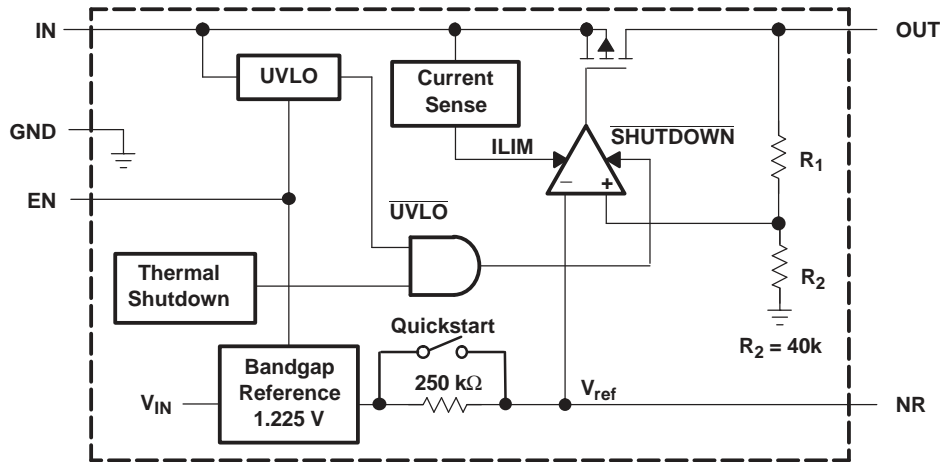 IN
OUT
UVLO
Current
Sense
GND
ILIM
SHUTDOWN
− +
R1
EN
UVLO
Thermal
Shutdown
R2
Quickstart
R2 = 40k
Bandgap
Reference
1.225 V
250 kΩ
VIN
Vref
NR